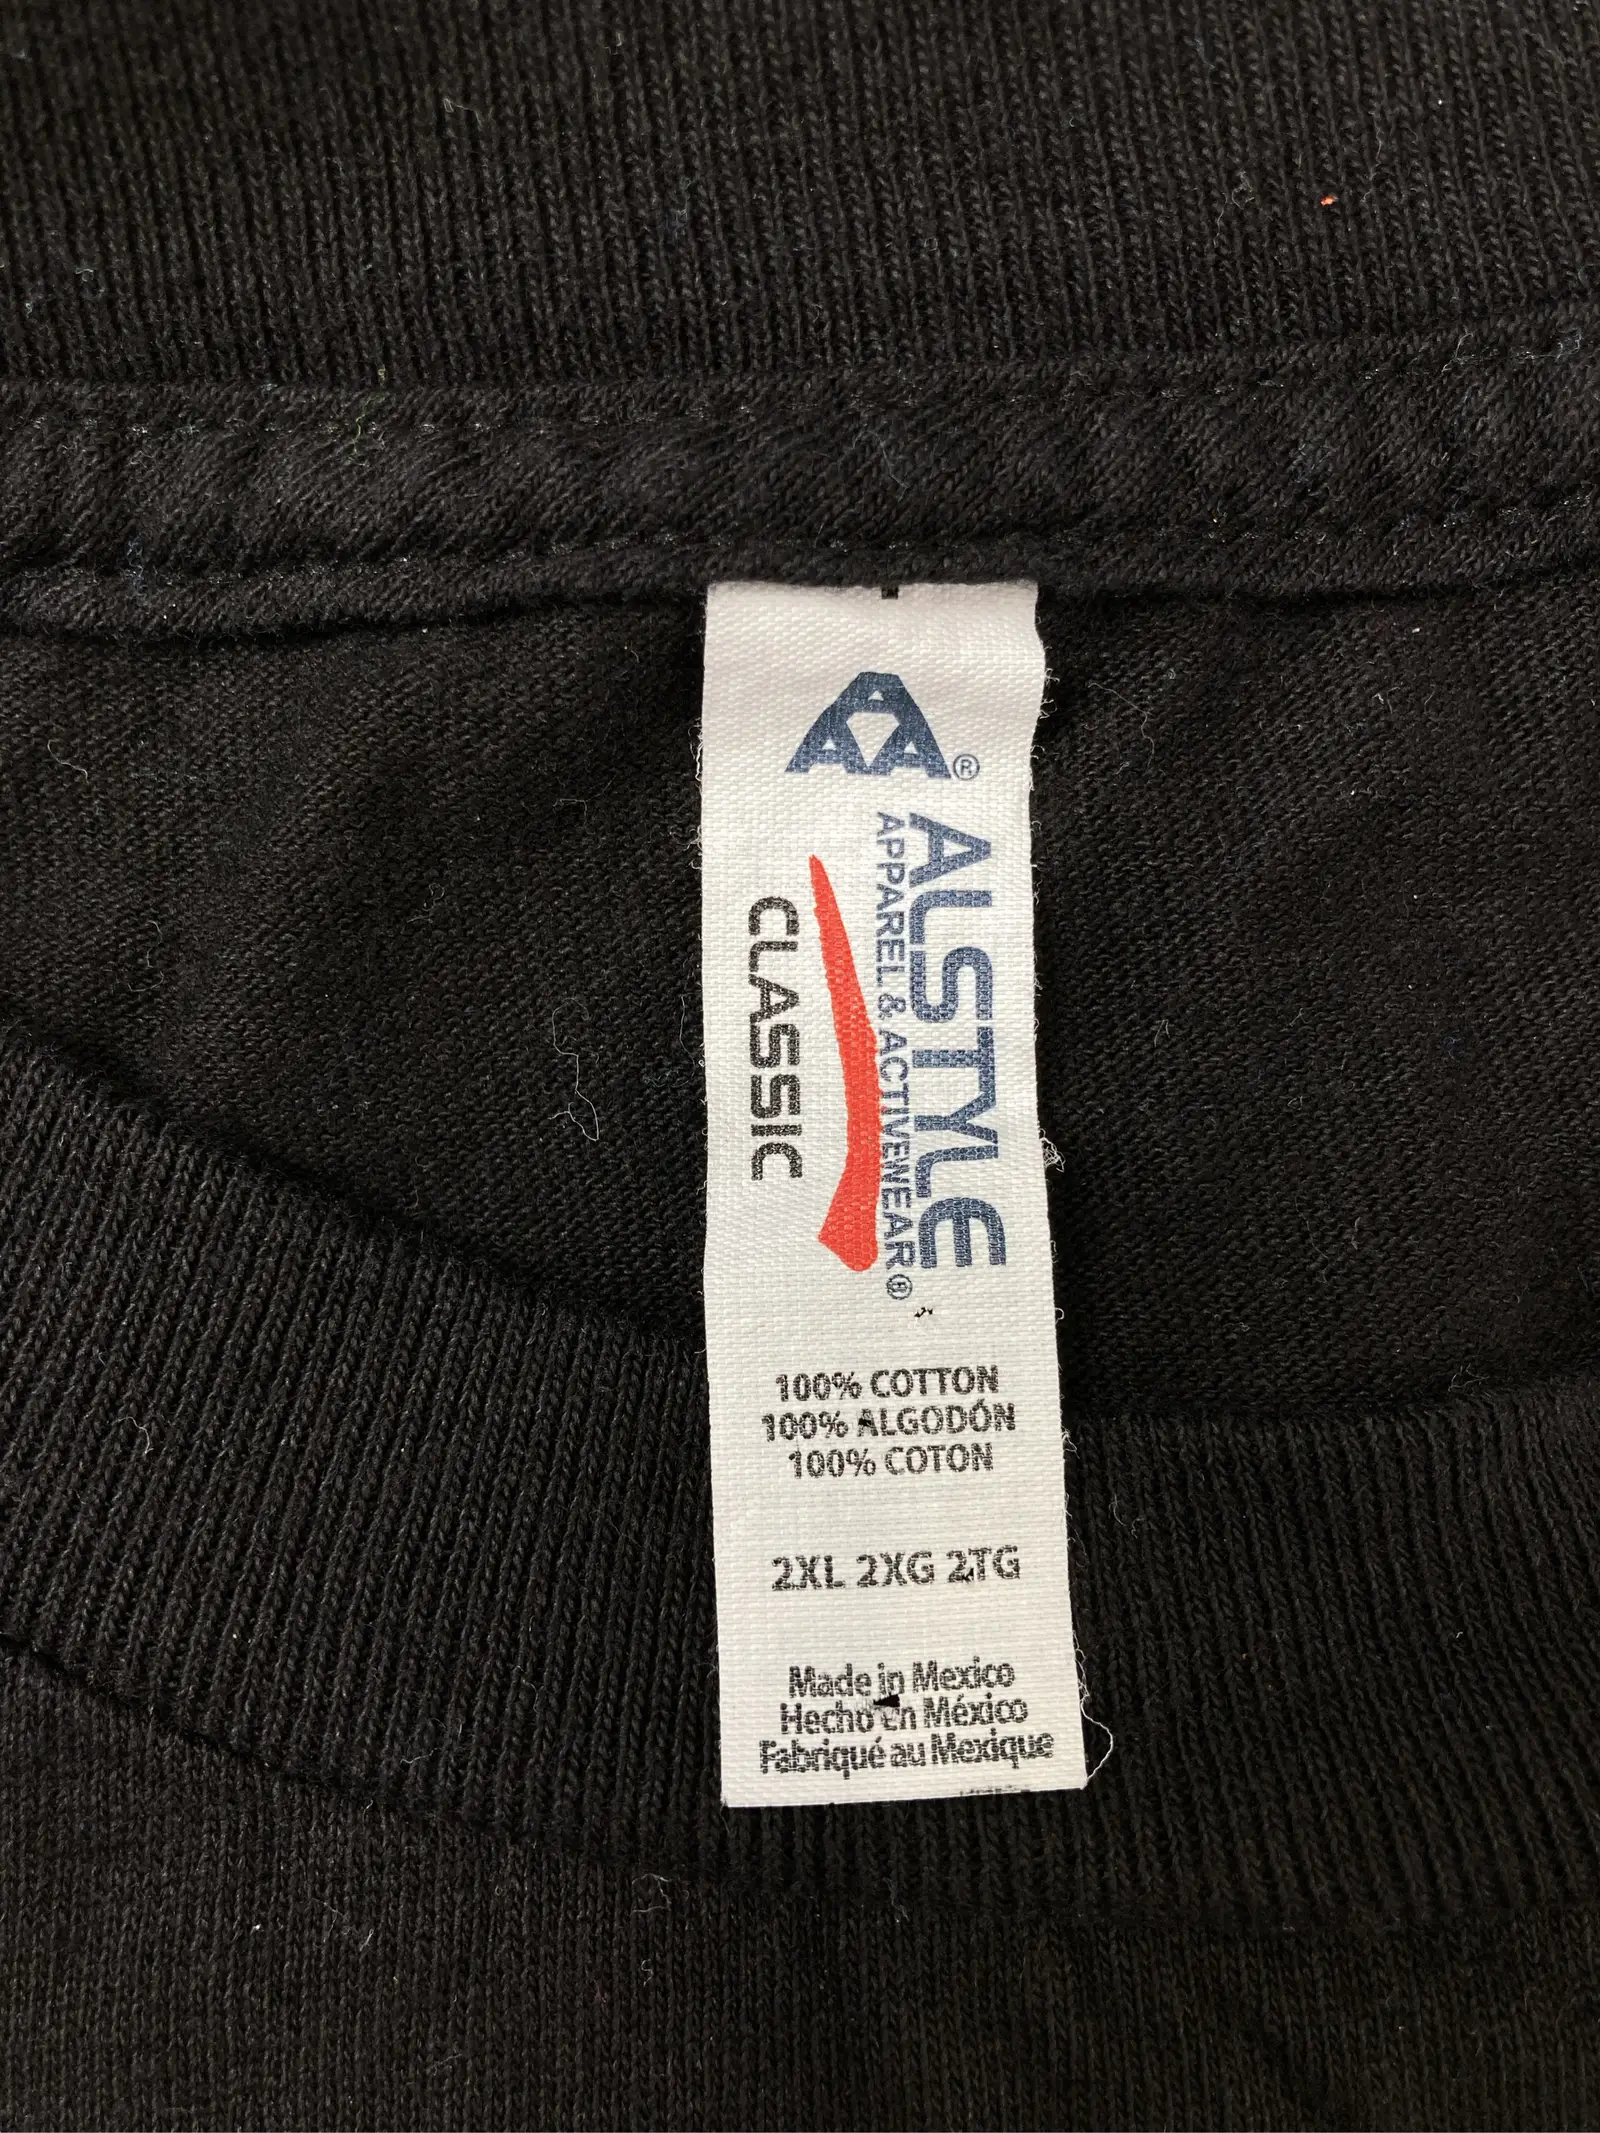 AAA®
ALSTYLE
APPAREL & ACTIVEWEAR®
CLASSIC
100% COTTON
100% ALGODÓN
100% COTON
2XL 2XG 2TG
Made in Mexico
Hecho en México
Fabriqué au Mexique